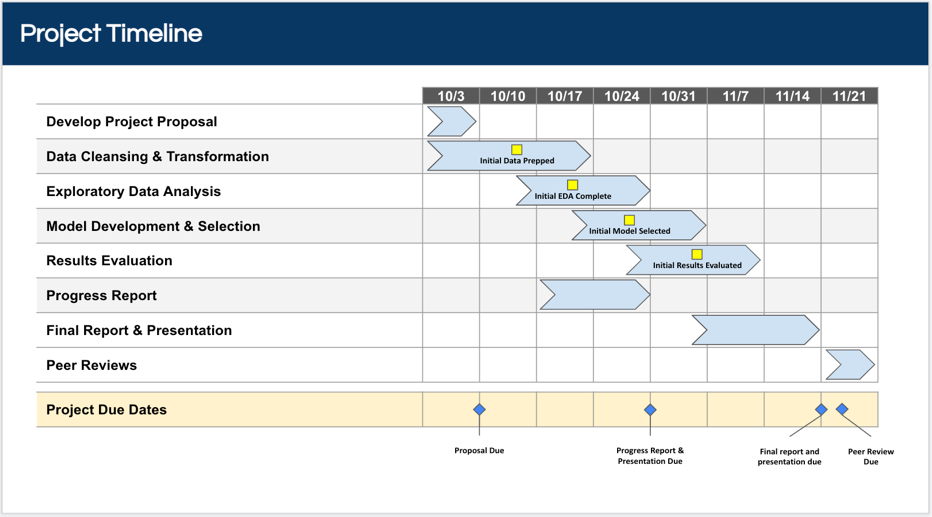 Project Timeline
10/3 10/10 10/17 10/24 10/31 11/7 11/14 11/21
Develop Project Proposal
Data Cleansing & Transformation
Initial Data Prepped
Exploratory Data Analysis
Initial EDA Complete
Model Development & Selection
Initial Model Selected
Results Evaluation
Initial Results Evaluated
Progress Report
Final Report & Presentation
Peer Reviews
Project Due Dates
Proposal Due
Progress Report &
Presentation Due
Final report and
presentation due
Peer Review
Due